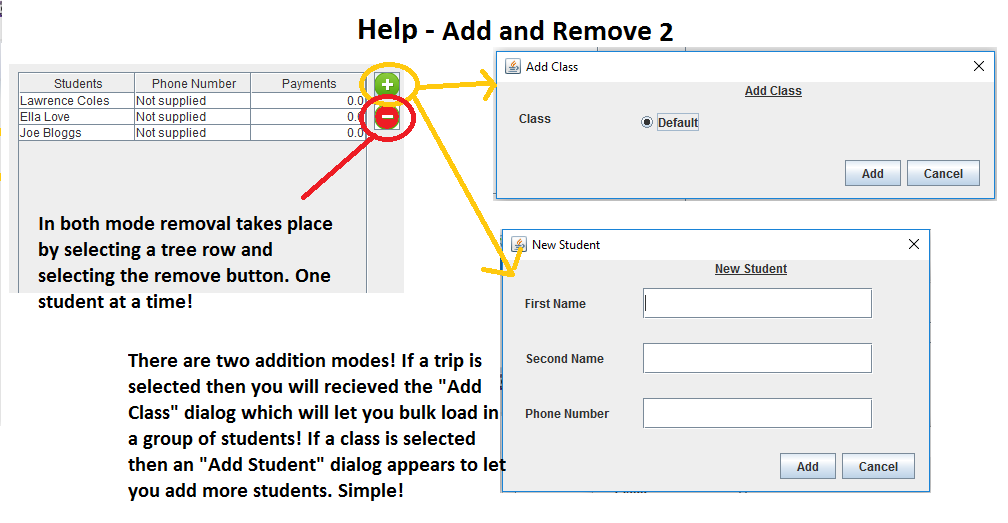 Help - Add and Remove 2
Students Phone Number Payments
Lawrence Coles Not supplied 0.0
Ella Love Not supplied 0.0
Joe Bloggs Not supplied 0.0
In both mode removal takes place
by selecting a tree row and
selecting the remove button. One
student at a time!
Add Class
Add Class
Class Default
Add Cancel
New Student
New Student
First Name
Second Name
Phone Number
Add Cancel
There are two addition modes! If a trip is
selected then you will recieved the "Add
Class" dialog which will let you bulk load in
a group of students! If a class is selected
then an "Add Student" dialog appears to let
you add more students. Simple!